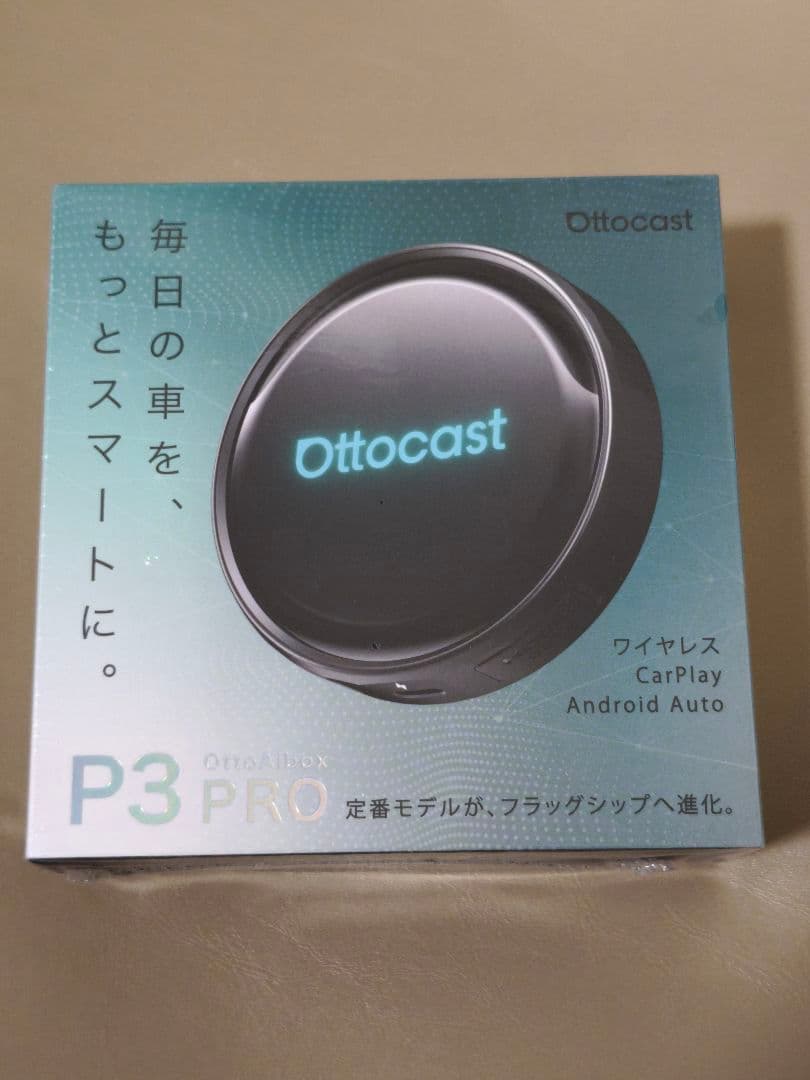 毎日の車を、
もっとスマートに。
Ottocast
Ottocast
ワイヤレス
CarPlay
Android Auto
P3 OttoAibox PRO
定番モデルが、フラッグシップへ進化。